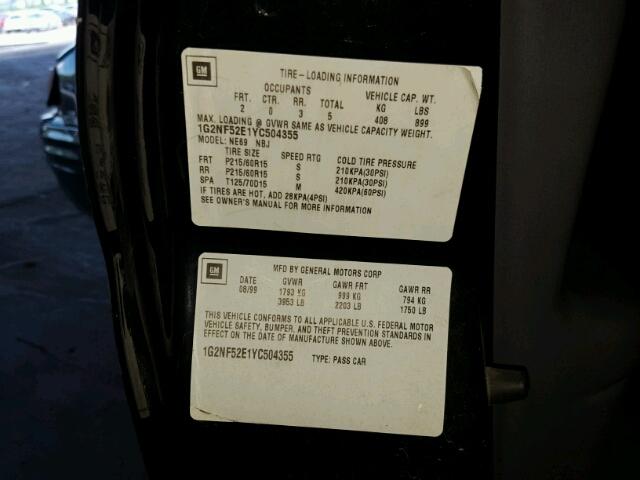 GM
TIRE-LOADING INFORMATION
OCCUPANTS VEHICLE CAP. WT.
FRT. CTR. RR. TOTAL KG LBS
2 0 3 5 408 899
MAX. LOADING @ GVWR SAME AS VEHICLE CAPACITY WEIGHT.
1G2NF52E1YC504355
MODEL: NE69 NBJ
TIRE SIZE SPEED RTG COLD TIRE PRESSURE
FRT P215/60R15 S 210KPA(30PSI)
RR P215/60R15 S 210KPA(30PSI)
SPA T125/70D15 M 420KPA(60PSI)
IF TIRES ARE HOT, ADD 28KPA(4PSI)
SEE OWNER'S MANUAL FOR MORE INFORMATION
GM
MFD BY GENERAL MOTORS CORP
DATE GVWR GAWR FRT GAWR RR
08/99 1793 KG 999 KG 794 KG
3953 LB 2203 LB 1750 LB
THIS VEHICLE CONFORMS TO ALL APPLICABLE U.S. FEDERAL MOTOR
VEHICLE SAFETY, BUMPER, AND THEFT PREVENTION STANDARDS IN
EFFECT ON THE DATE OF MANUFACTURE SHOWN ABOVE.
1G2NF52E1YC504355 TYPE: PASS CAR